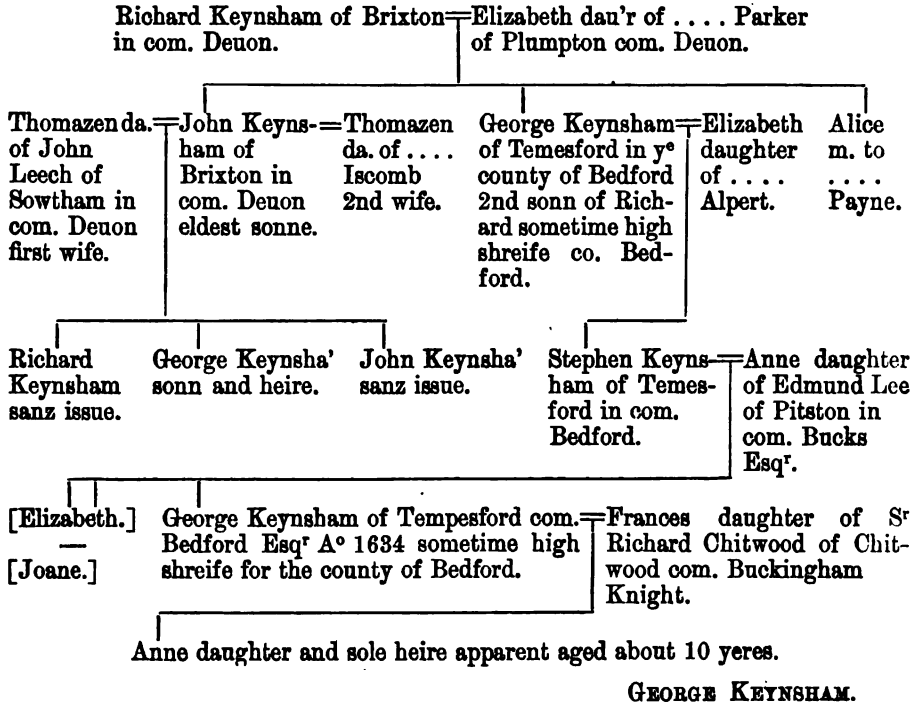 Richard Keynsham of Brixton
in com. Deuon.
Elizabeth dau'r of .... Parker
of Plumpton com. Deuon.
Thomazen da.
of John
Leech of
Sowtham in
com. Deuon
first wife.
John Keyns-
ham of
Brixton in
com. Deuon
eldest sonne.
Thomazen
da. of ....
Iscomb
2nd wife.
George Keynsham
of Temesford in yᵉ
county of Bedford
2nd sonn of Rich-
ard sometime high
shreife co. Bed-
ford.
Elizabeth
daughter
of ....
Alpert.
Alice
m. to
....
Payne.
Richard
Keynsham
sanz issue.
George Keynsha'
sonn and heire.
John Keynsha'
sanz issue.
Stephen Keyns-
ham of Temes-
ford in com.
Bedford.
Anne daughter
of Edmund Lee
of Pitston in
com. Bucks
Esqʳ.
[Elizabeth.]
—
[Joane.]
George Keynsham of Tempesford com.
Bedford Esqʳ Aᵒ 1634 sometime high
shreife for the county of Bedford.
Frances daughter of Sʳ
Richard Chitwood of Chit-
wood com. Buckingham
Knight.
Anne daughter and sole heire apparent aged about 10 yeres.
GEORGE KEYNSHAM.